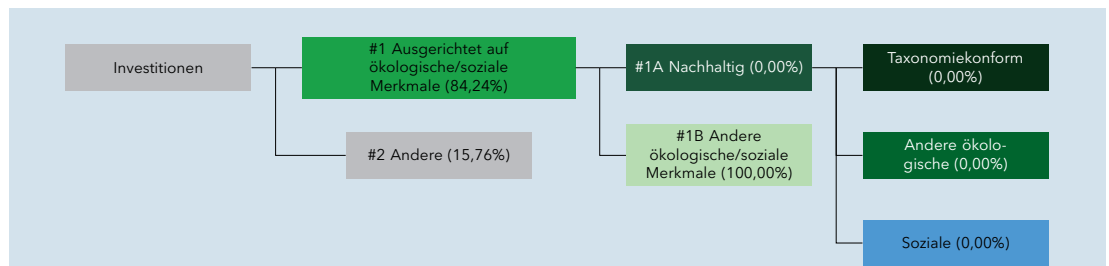 Investitionen
#1 Ausgerichtet auf
ökologische/soziale
Merkmale (84,24%)
#2 Andere (15,76%)
#1A Nachhaltig (0,00%)
#1B Andere
ökologische/soziale
Merkmale (100,00%)
Taxonomiekonform
(0,00%)
Andere ökolo-
gische (0,00%)
Soziale (0,00%)